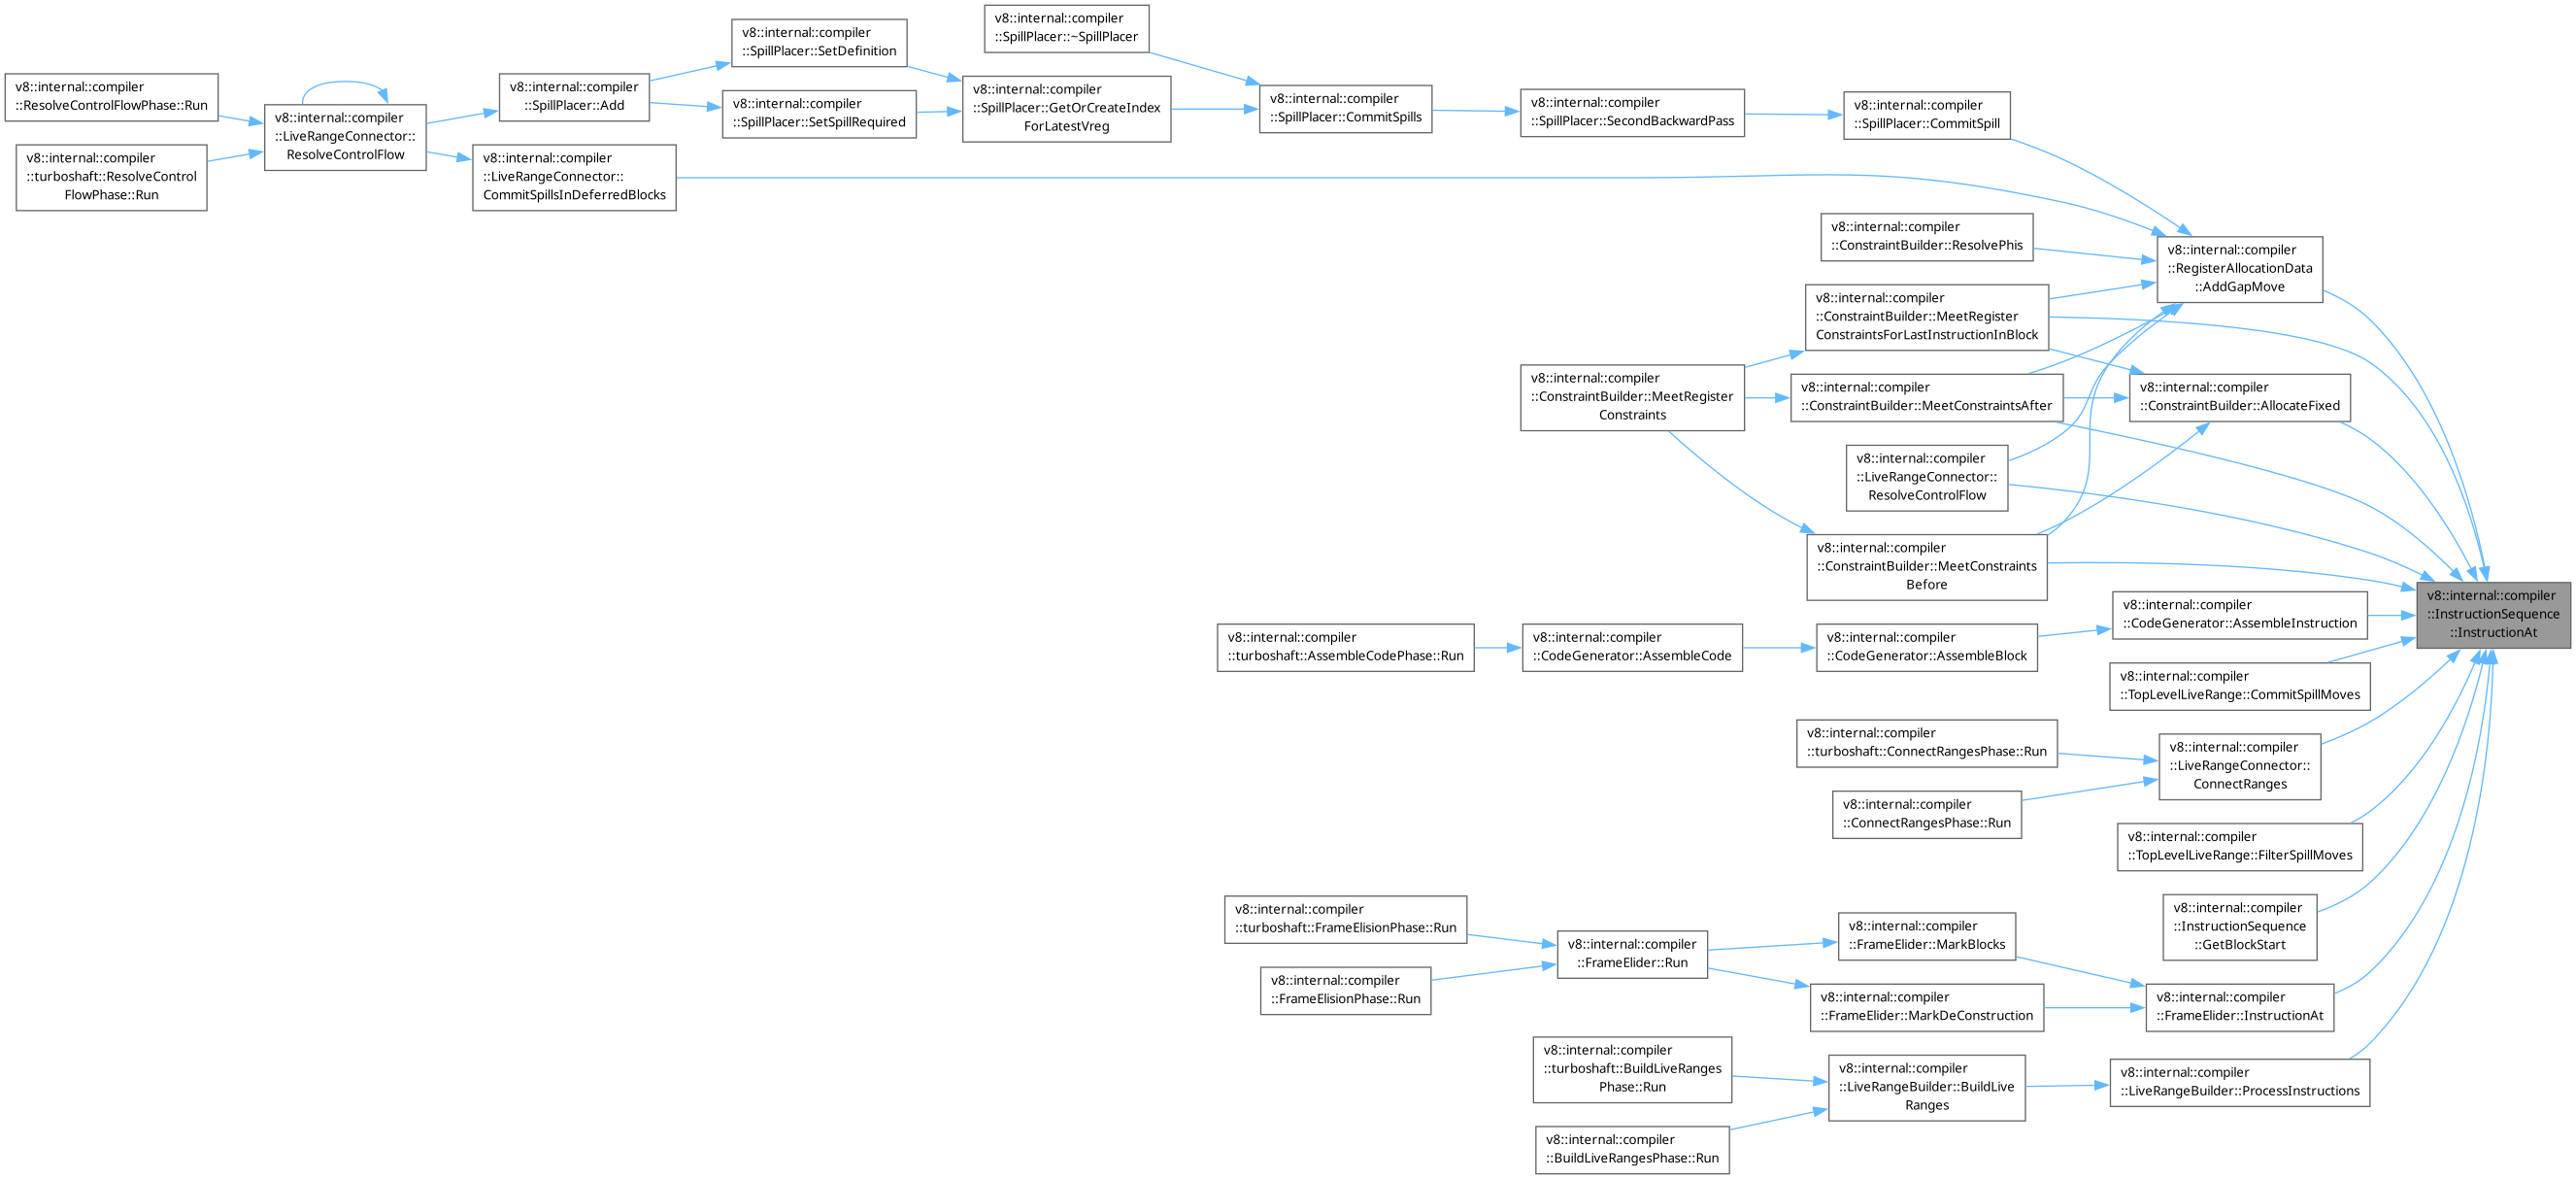 v8::internal::compiler
::SpillPlacer::~SpillPlacer
v8::internal::compiler
::SpillPlacer::SetDefinition
v8::internal::compiler
::ResolveControlFlowPhase::Run
v8::internal::compiler
::SpillPlacer::Add
v8::internal::compiler
::SpillPlacer::GetOrCreateIndex
ForLatestVreg
v8::internal::compiler
::SpillPlacer::CommitSpills
v8::internal::compiler
::SpillPlacer::SecondBackwardPass
v8::internal::compiler
::SpillPlacer::CommitSpill
v8::internal::compiler
::LiveRangeConnector::
ResolveControlFlow
v8::internal::compiler
::SpillPlacer::SetSpillRequired
v8::internal::compiler
::turboshaft::ResolveControl
FlowPhase::Run
v8::internal::compiler
::LiveRangeConnector::
CommitSpillsInDeferredBlocks
v8::internal::compiler
::ConstraintBuilder::ResolvePhis
v8::internal::compiler
::RegisterAllocationData
::AddGapMove
v8::internal::compiler
::ConstraintBuilder::MeetRegister
ConstraintsForLastInstructionInBlock
v8::internal::compiler
::ConstraintBuilder::MeetRegister
Constraints
v8::internal::compiler
::ConstraintBuilder::MeetConstraintsAfter
v8::internal::compiler
::ConstraintBuilder::AllocateFixed
v8::internal::compiler
::LiveRangeConnector::
ResolveControlFlow
v8::internal::compiler
::ConstraintBuilder::MeetConstraints
Before
v8::internal::compiler
::InstructionSequence
::InstructionAt
v8::internal::compiler
::turboshaft::AssembleCodePhase::Run
v8::internal::compiler
::CodeGenerator::AssembleCode
v8::internal::compiler
::CodeGenerator::AssembleBlock
v8::internal::compiler
::CodeGenerator::AssembleInstruction
v8::internal::compiler
::TopLevelLiveRange::CommitSpillMoves
v8::internal::compiler
::turboshaft::ConnectRangesPhase::Run
v8::internal::compiler
::LiveRangeConnector::
ConnectRanges
v8::internal::compiler
::ConnectRangesPhase::Run
v8::internal::compiler
::TopLevelLiveRange::FilterSpillMoves
v8::internal::compiler
::InstructionSequence
::GetBlockStart
v8::internal::compiler
::turboshaft::FrameElisionPhase::Run
v8::internal::compiler
::FrameElider::Run
v8::internal::compiler
::FrameElider::MarkBlocks
v8::internal::compiler
::FrameElisionPhase::Run
v8::internal::compiler
::FrameElider::MarkDeConstruction
v8::internal::compiler
::FrameElider::InstructionAt
v8::internal::compiler
::turboshaft::BuildLiveRanges
Phase::Run
v8::internal::compiler
::LiveRangeBuilder::BuildLive
Ranges
v8::internal::compiler
::LiveRangeBuilder::ProcessInstructions
v8::internal::compiler
::BuildLiveRangesPhase::Run